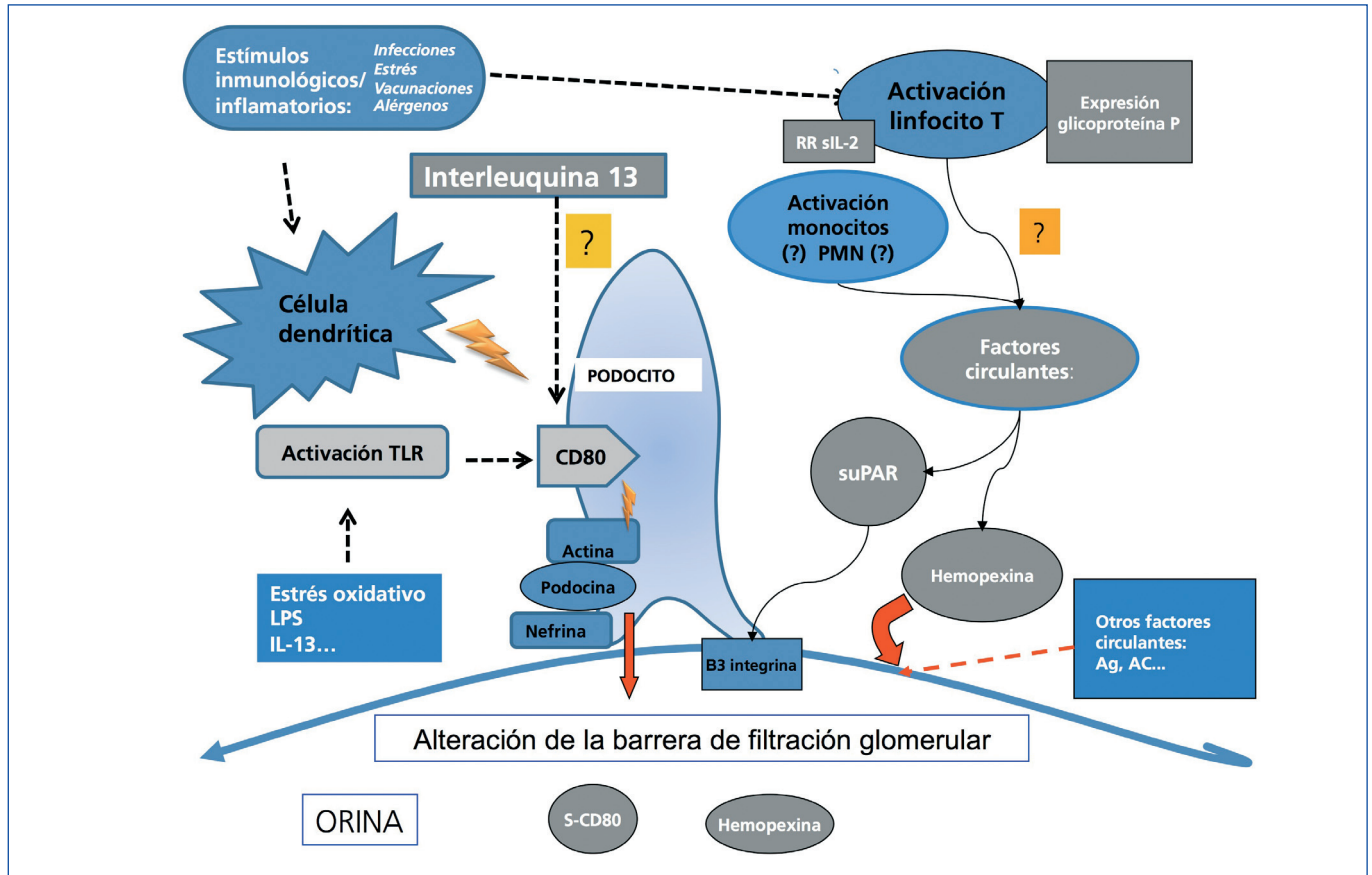 Estímulos
inmunológicos/
inflamatorios:
Infecciones
Estrés
Vacunaciones
Alérgenos
Activación
linfocito T
Expresión
glicoproteína P
RR sIL-2
Interleuquina 13
Activación
monocitos
(?) PMN (?)
?
?
Célula
dendrítica
Factores
circulantes:
PODOCITO
Activación TLR
CD80
suPAR
Actina
Podocina
Nefrina
Hemopexina
Estrés oxidativo
LPS
IL-13...
B3 integrina
Otros factores
circulantes:
Ag, AC...
Alteración de la barrera de filtración glomerular
ORINA
S-CD80
Hemopexina